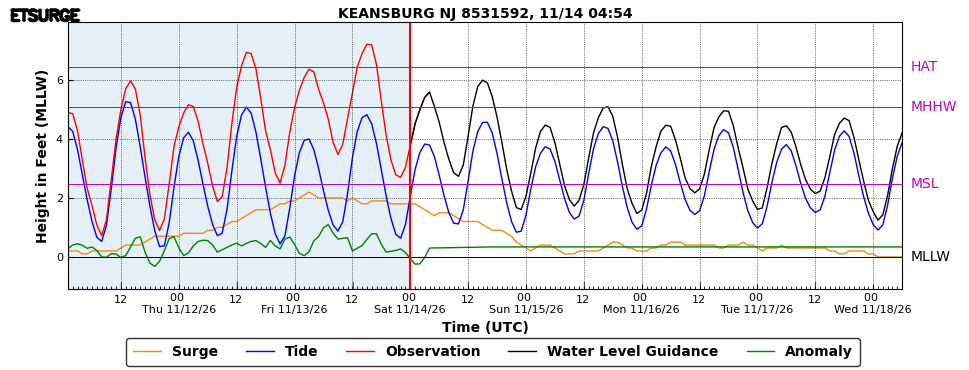 ETSURGE
KEANSBURG NJ 8531592, 11/14 04:54
Height in Feet (MLLW)
6
4
2
0
HAT
MHHW
MSL
MLLW
12 00 12 00 12 00 12 00 12 00 12 00 12 00
Thu 11/12/26 Fri 11/13/26 Sat 11/14/26 Sun 11/15/26 Mon 11/16/26 Tue 11/17/26 Wed 11/18/26
Time (UTC)
Surge Tide Observation Water Level Guidance Anomaly